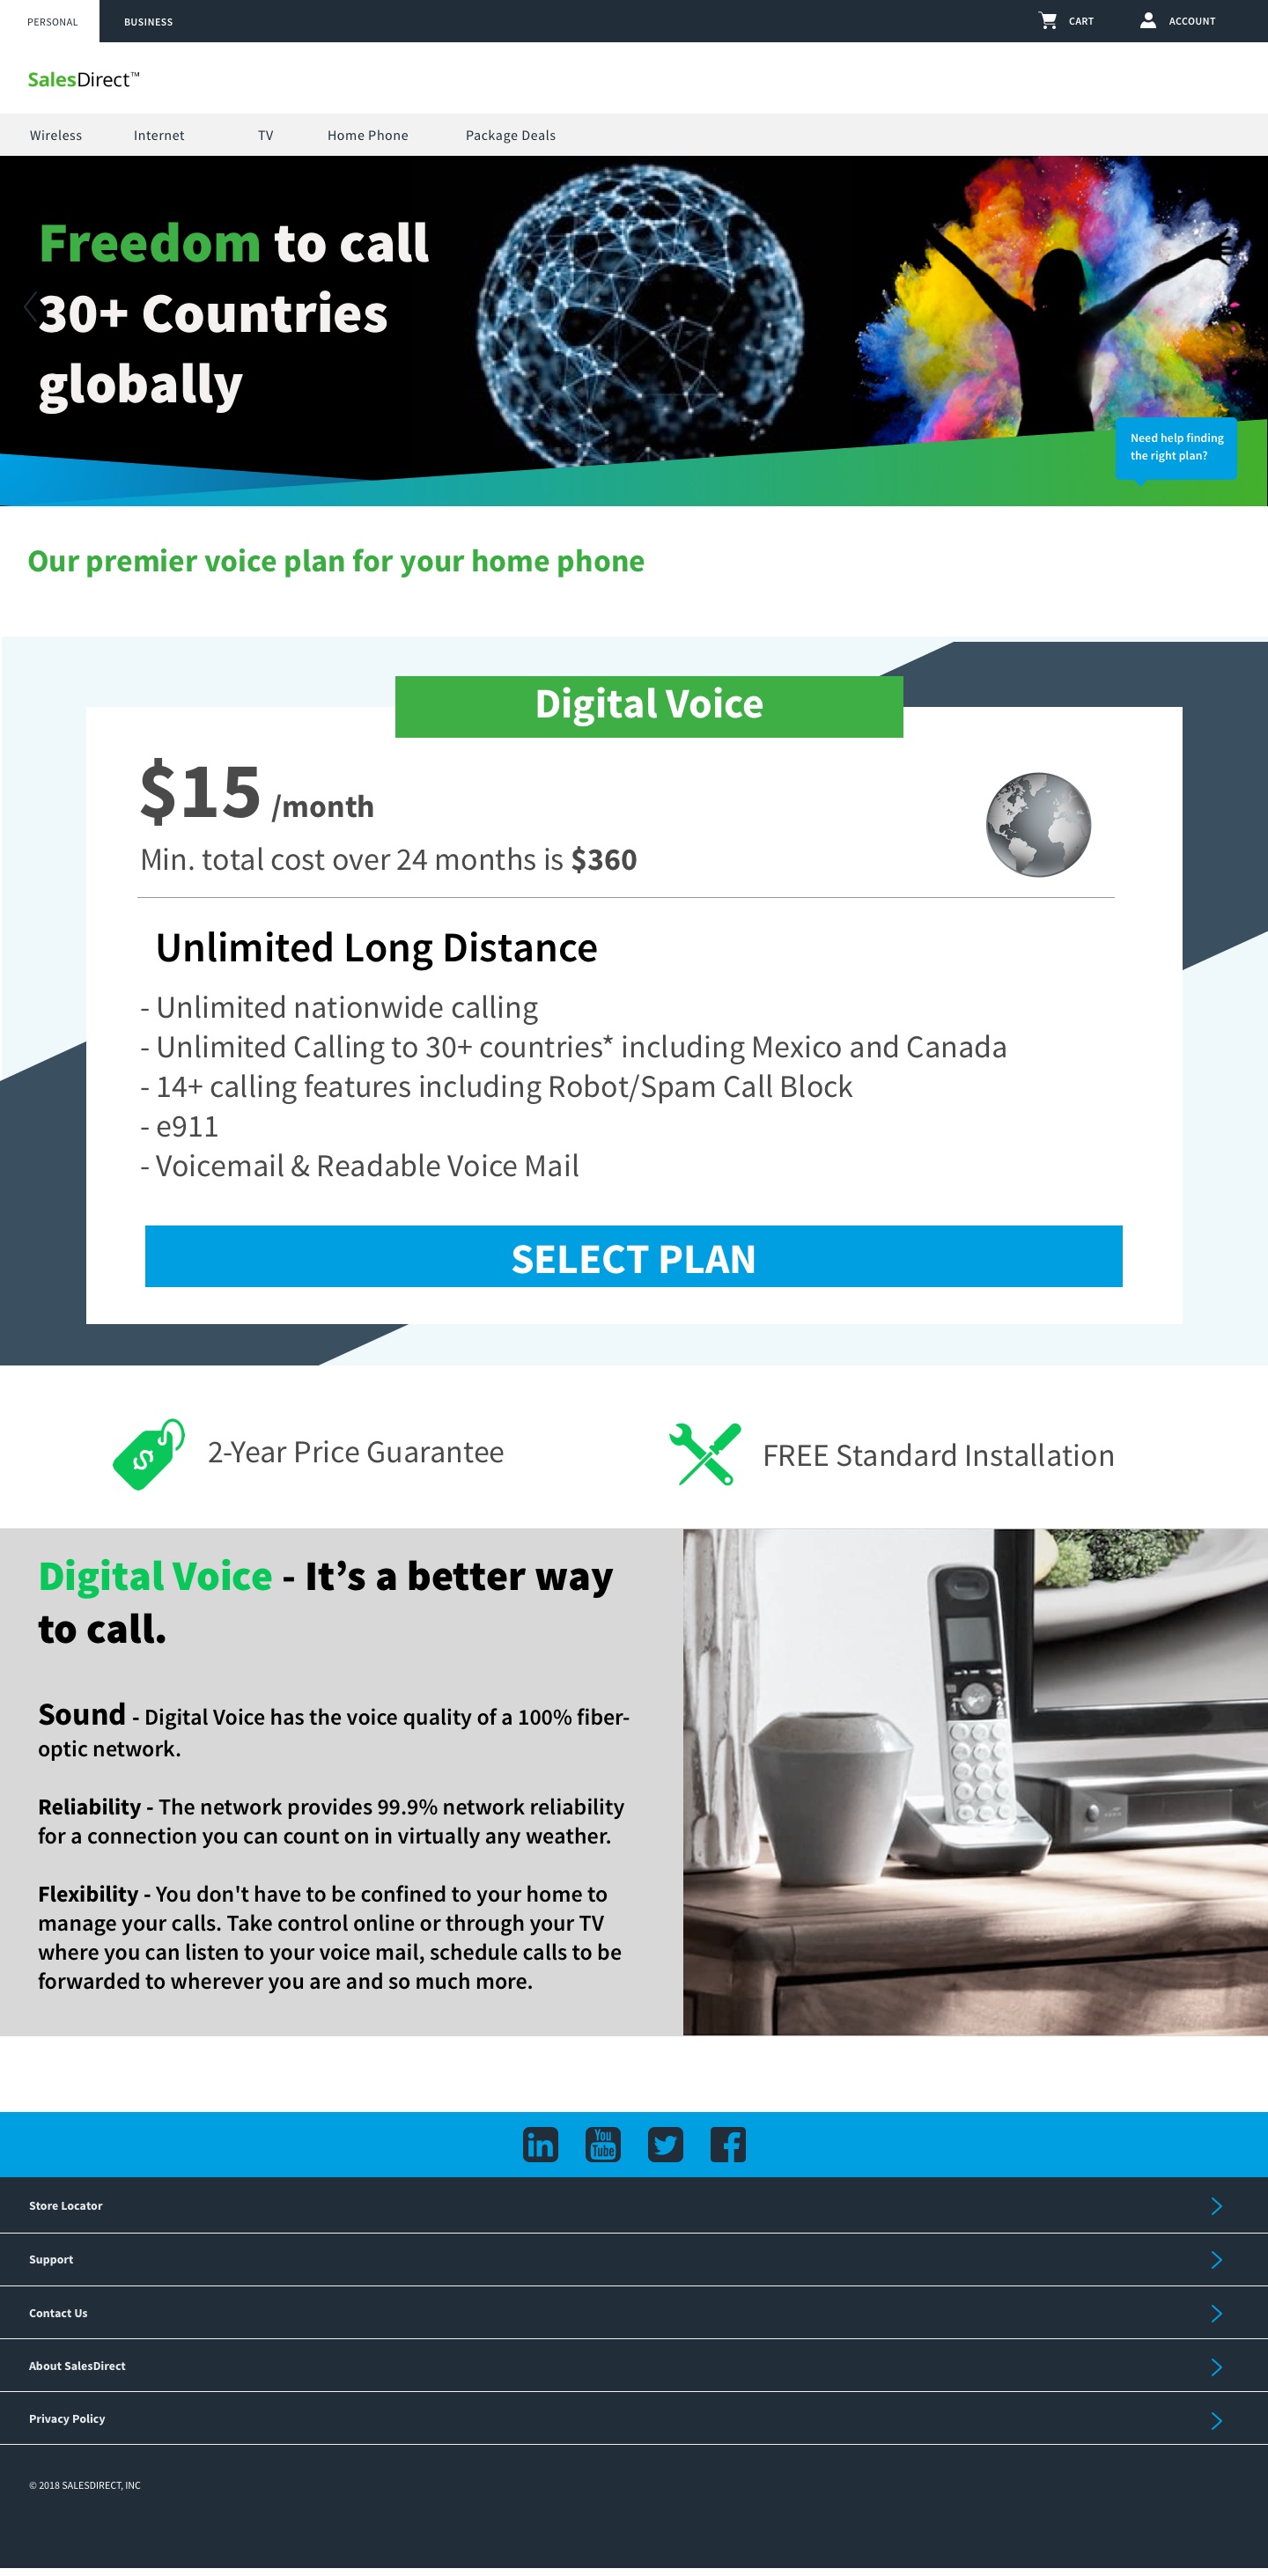 PERSONAL
BUSINESS
CART
ACCOUNT
SalesDirect™
Wireless
Internet
TV
Home Phone
Package Deals
Freedom to call
30+ Countries
globally
Need help finding
the right plan?
Our premier voice plan for your home phone
Digital Voice
$15 /month
Min. total cost over 24 months is $360
Unlimited Long Distance
- Unlimited nationwide calling
- Unlimited Calling to 30+ countries* including Mexico and Canada
- 14+ calling features including Robot/Spam Call Block
- e911
- Voicemail & Readable Voice Mail
SELECT PLAN
$
2-Year Price Guarantee
FREE Standard Installation
Digital Voice - It’s a better way
to call.
Sound - Digital Voice has the voice quality of a 100% fiber-
optic network.
Reliability - The network provides 99.9% network reliability
for a connection you can count on in virtually any weather.
Flexibility - You don't have to be confined to your home to
manage your calls. Take control online or through your TV
where you can listen to your voice mail, schedule calls to be
forwarded to wherever you are and so much more.
in
You
Tube
Store Locator
Support
Contact Us
About SalesDirect
Privacy Policy
© 2018 SALESDIRECT, INC